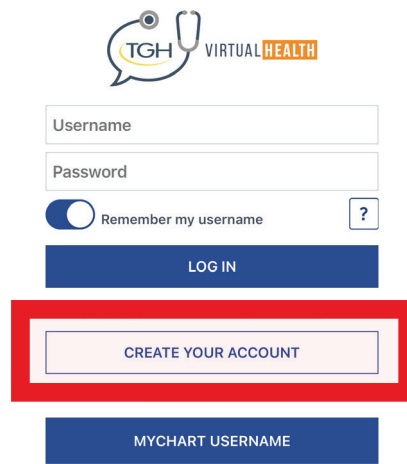 TGH VIRTUAL HEALTH
Username
Password
Remember my username ?
LOG IN
CREATE YOUR ACCOUNT
MYCHART USERNAME